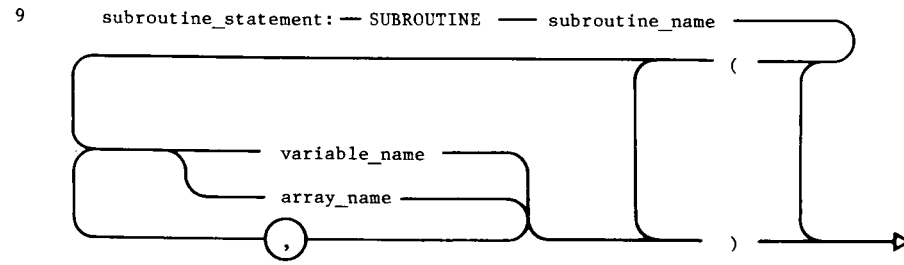 9 subroutine_statement: SUBROUTINE subroutine_name
(
variable_name
array_name
,
)